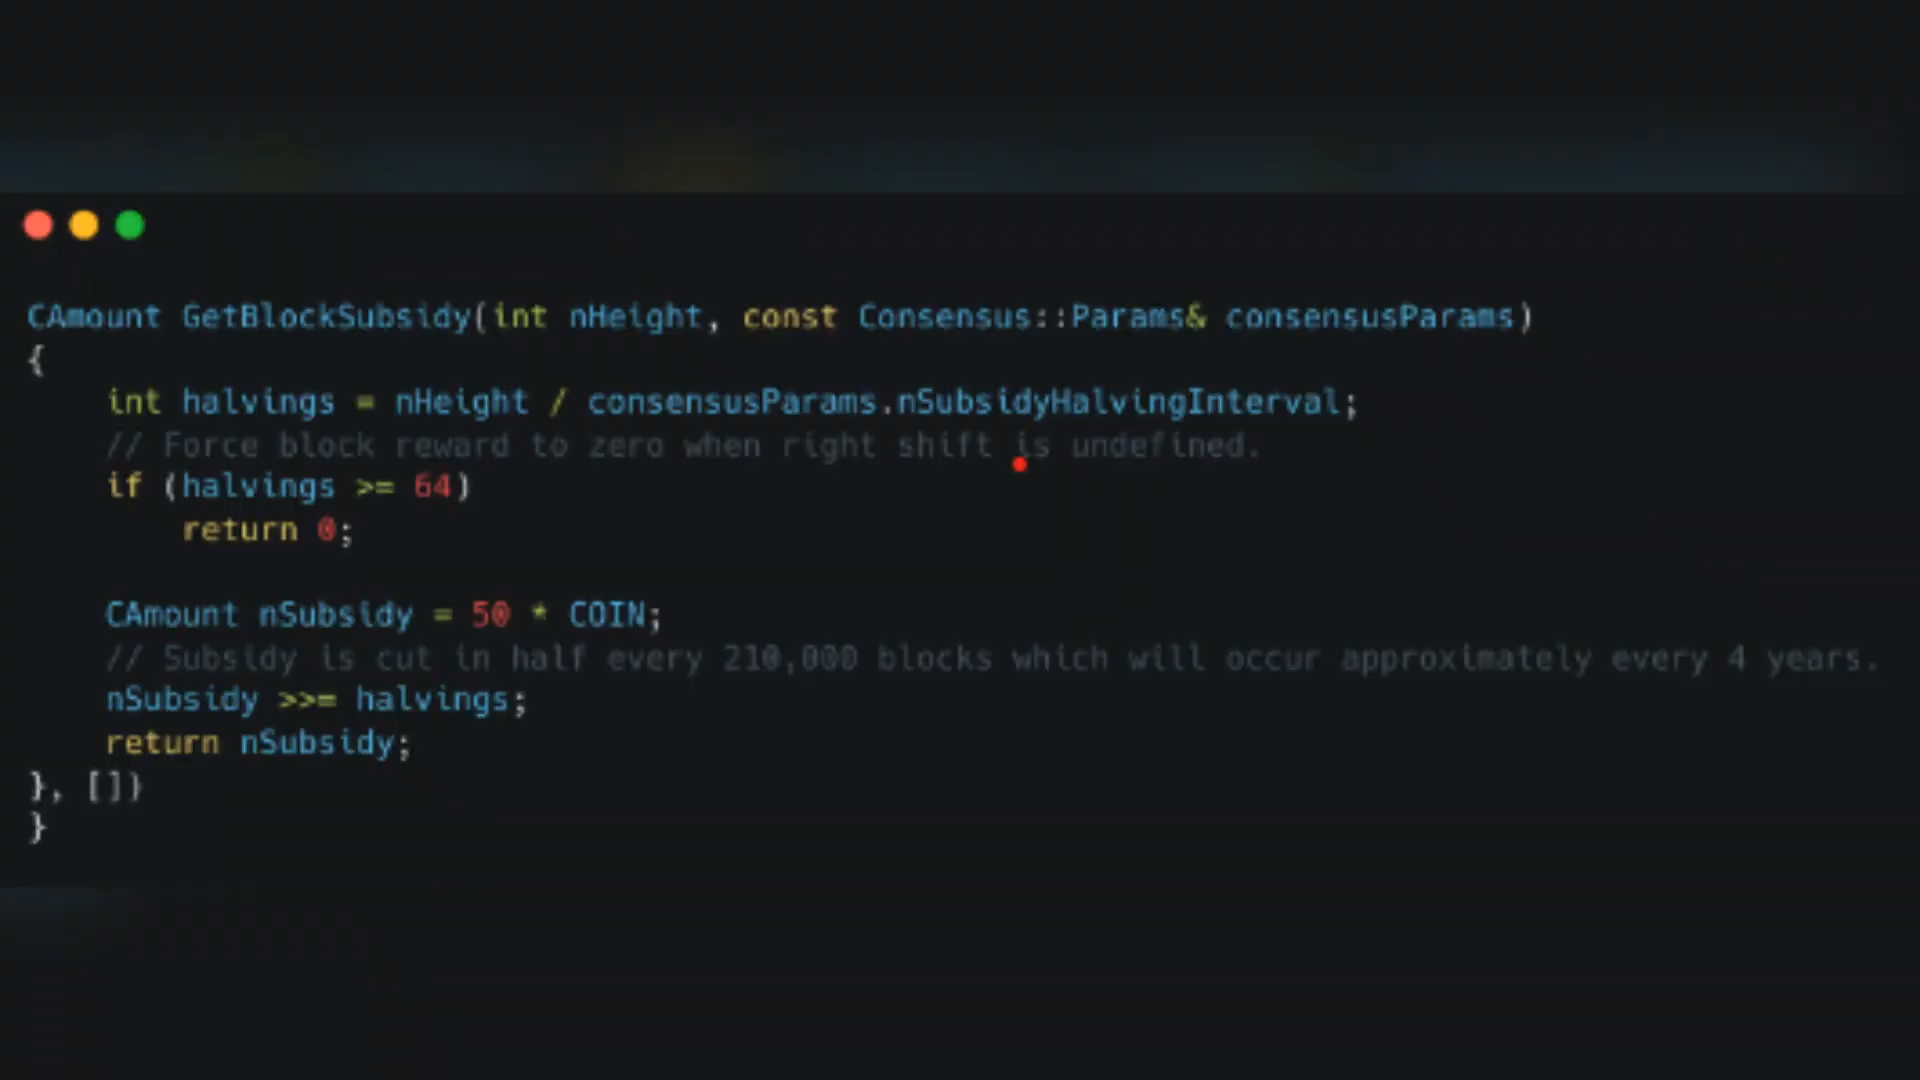 CAmount GetBlockSubsidy(int nHeight, const Consensus::Params& consensusParams)
{
    int halvings = nHeight / consensusParams.nSubsidyHalvingInterval;
    // Force block reward to zero when right shift is undefined.
    if (halvings >= 64)
        return 0;
    CAmount nSubsidy = 50 * COIN;
    // Subsidy is cut in half every 210,000 blocks which will occur approximately every 4 years.
    nSubsidy >>= halvings;
    return nSubsidy;
}, [])
}